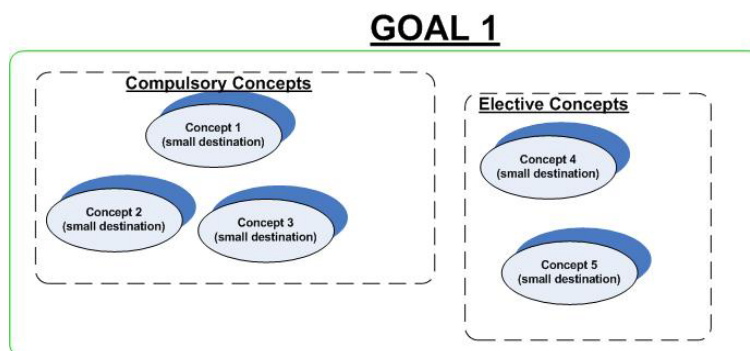 GOAL 1
Compulsory Concepts
Concept 1
(small destination)
Concept 2
(small destination)
Concept 3
(small destination)
Elective Concepts
Concept 4
(small destination)
Concept 5
(small destination)